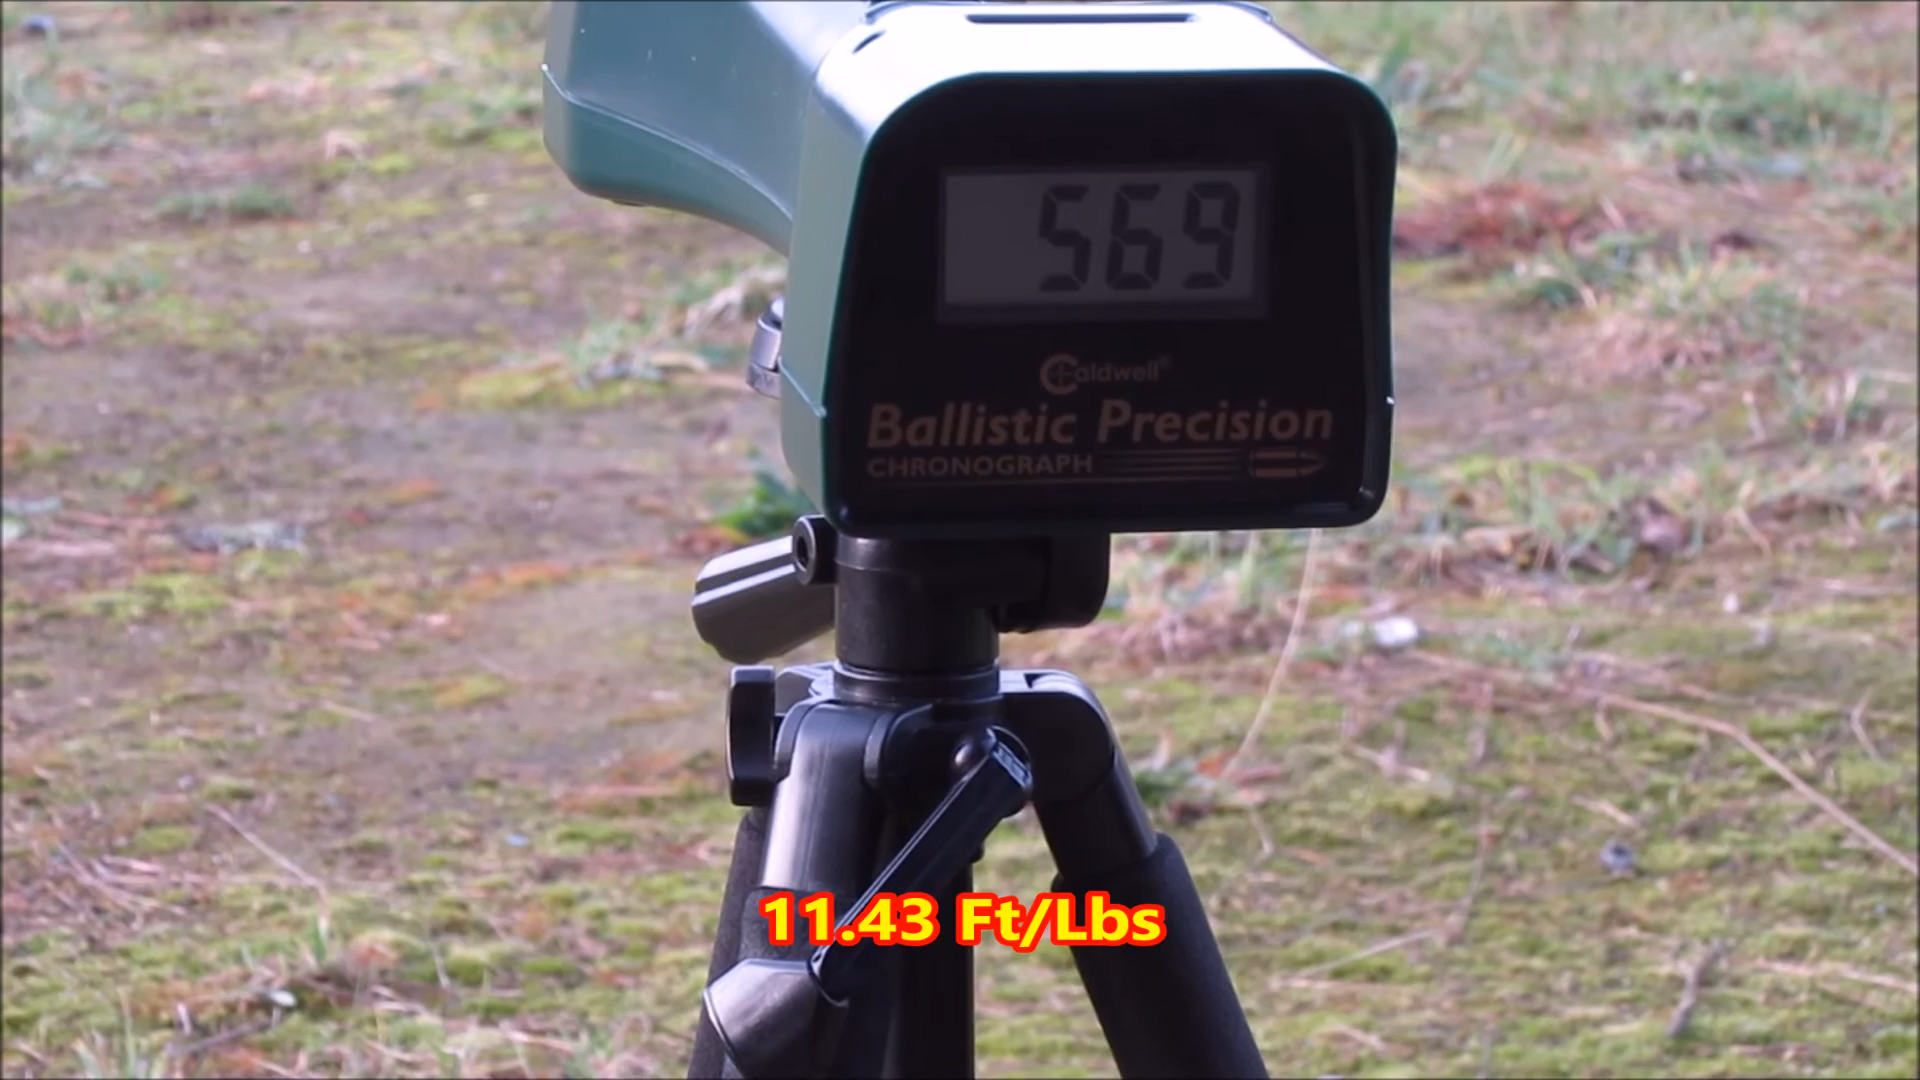 569
Caldwell®
Ballistic Precision
CHRONOGRAPH
11.43 Ft/Lbs